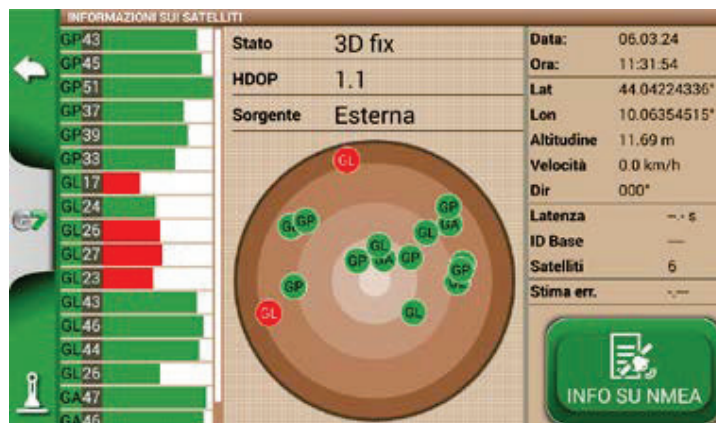 INFORMAZIONI SUI SATELLITI
GP43
GP45
GP51
GP37
GP39
GP33
GL17
GL24
GL26
GL27
GL23
GL43
GL46
GL44
GL26
GA47
GA46
G7
Stato 3D fix
HDOP 1.1
Sorgente Esterna
GL
GP
GL GP
GL GA
GL
GP GA GP
GP
GP
GL
GL
Data: 06.03.24
Ora: 11:31:54
Lat 44.04224336°
Lon 10.06354515°
Altitudine 11.69 m
Velocità 0.0 km/h
Dir 000°
Latenza --.- s
ID Base ---
Satelliti 6
Stima err. -.--
INFO SU NMEA